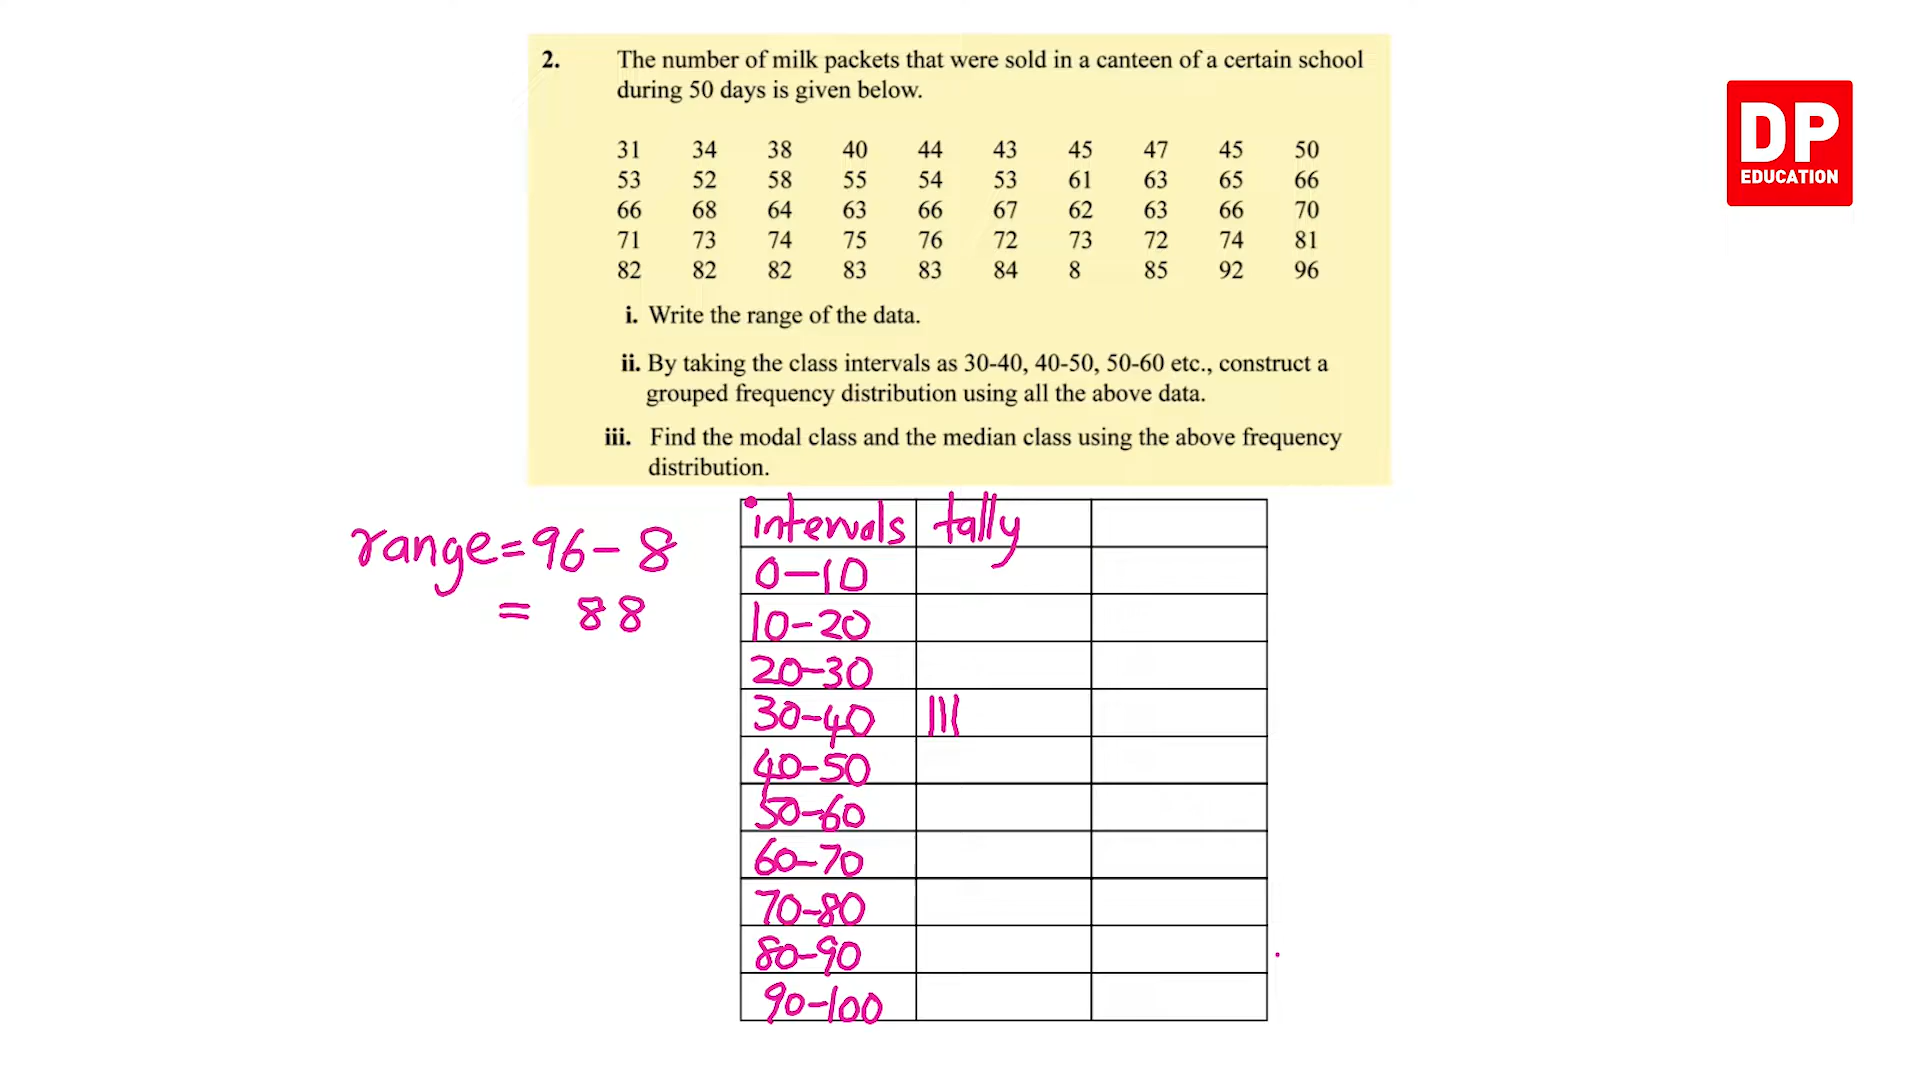 2. The number of milk packets that were sold in a canteen of a certain school
during 50 days is given below.
31 34 38 40 44 43 45 47 45 50
53 52 58 55 54 53 61 63 65 66
66 68 64 63 66 67 62 63 66 70
71 73 74 75 76 72 73 72 74 81
82 82 82 83 83 84 8 85 92 96
i. Write the range of the data.
ii. By taking the class intervals as 30-40, 40-50, 50-60 etc., construct a
grouped frequency distribution using all the above data.
iii. Find the modal class and the median class using the above frequency
distribution.
DP
EDUCATION
range = 96 - 8
= 88
intervals tally
0-10
10-20
20-30
30-40 |||
40-50
50-60
60-70
70-80
80-90
90-100